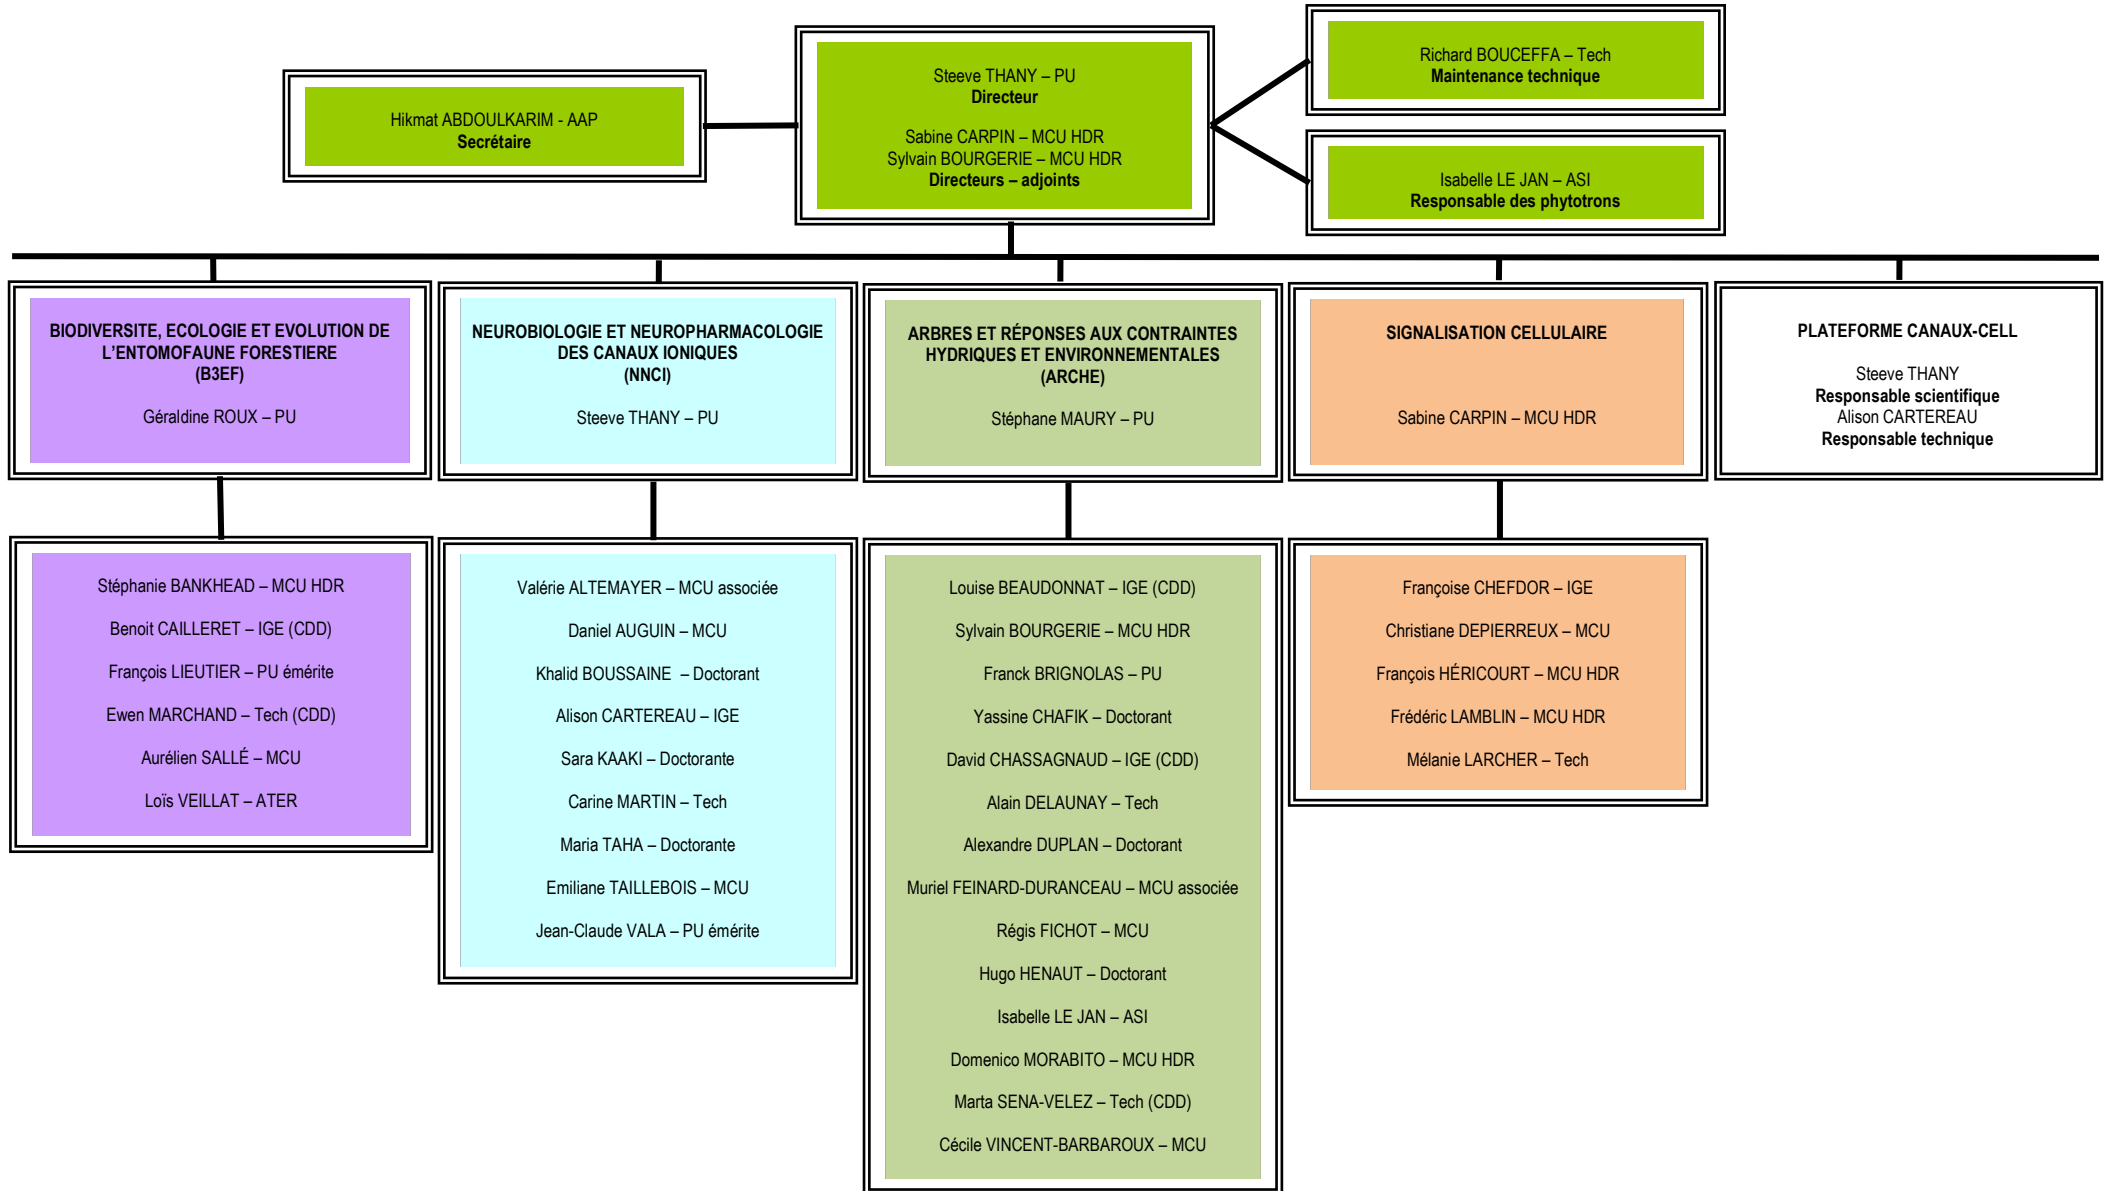 Hikmat ABDOULKARIM - AAP
Secrétaire
Steeve THANY – PU
Directeur
Sabine CARPIN – MCU HDR
Sylvain BOURGERIE – MCU HDR
Directeurs – adjoints
Richard BOUCEFFA – Tech
Maintenance technique
Isabelle LE JAN – ASI
Responsable des phytotrons
BIODIVERSITE, ECOLOGIE ET EVOLUTION DE
L’ENTOMOFAUNE FORESTIERE
(B3EF)
Géraldine ROUX – PU
NEUROBIOLOGIE ET NEUROPHARMACOLOGIE
DES CANAUX IONIQUES
(NNCI)
Steeve THANY – PU
ARBRES ET RÉPONSES AUX CONTRAINTES
HYDRIQUES ET ENVIRONNEMENTALES
(ARCHE)
Stéphane MAURY – PU
SIGNALISATION CELLULAIRE
Sabine CARPIN – MCU HDR
PLATEFORME CANAUX-CELL
Steeve THANY
Responsable scientifique
Alison CARTEREAU
Responsable technique
Stéphanie BANKHEAD – MCU HDR
Benoit CAILLERET – IGE (CDD)
François LIEUTIER – PU émérite
Ewen MARCHAND – Tech (CDD)
Aurélien SALLÉ – MCU
Loïs VEILLAT – ATER
Valérie ALTEMAYER – MCU associée
Daniel AUGUIN – MCU
Khalid BOUSSAINE – Doctorant
Alison CARTEREAU – IGE
Sara KAAKI – Doctorante
Carine MARTIN – Tech
Maria TAHA – Doctorante
Emiliane TAILLEBOIS – MCU
Jean-Claude VALA – PU émérite
Louise BEAUDONNAT – IGE (CDD)
Sylvain BOURGERIE – MCU HDR
Franck BRIGNOLAS – PU
Yassine CHAFIK – Doctorant
David CHASSAGNAUD – IGE (CDD)
Alain DELAUNAY – Tech
Alexandre DUPLAN – Doctorant
Muriel FEINARD-DURANCEAU – MCU associée
Régis FICHOT – MCU
Hugo HENAUT – Doctorant
Isabelle LE JAN – ASI
Domenico MORABITO – MCU HDR
Marta SENA-VELEZ – Tech (CDD)
Cécile VINCENT-BARBAROUX – MCU
Françoise CHEFDOR – IGE
Christiane DEPIERREUX – MCU
François HÉRICOURT – MCU HDR
Frédéric LAMBLIN – MCU HDR
Mélanie LARCHER – Tech